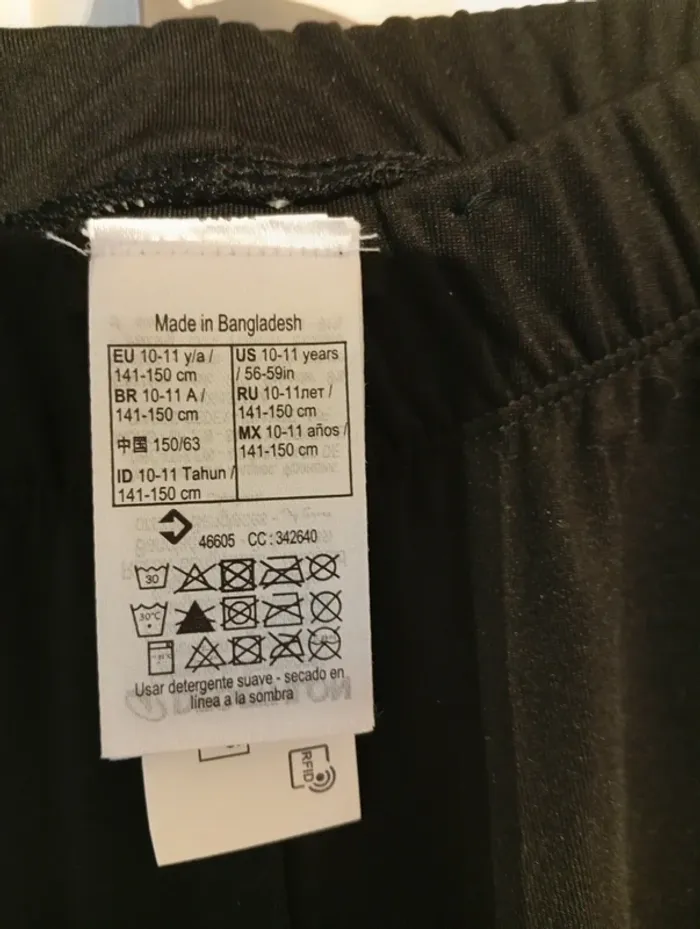 Made in Bangladesh
EU 10-11 y/a /
141-150 cm
BR 10-11 A /
141-150 cm
中国 150/63
ID 10-11 Tahun /
141-150 cm
US 10-11 years
/ 56-59in
RU 10-11лет /
141-150 cm
MX 10-11 años /
141-150 cm
46605 CC : 342640
30
30°C
Usar detergente suave - secado en
línea a la sombra
RFID